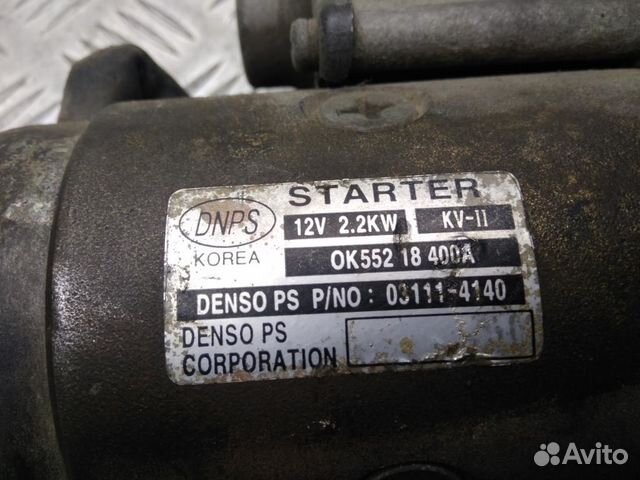 STARTER
DNPS
12V 2.2KW KV-II
KOREA
OK552 18 400A
DENSO PS P/NO : 03111-4140
DENSO PS
CORPORATION
Avito